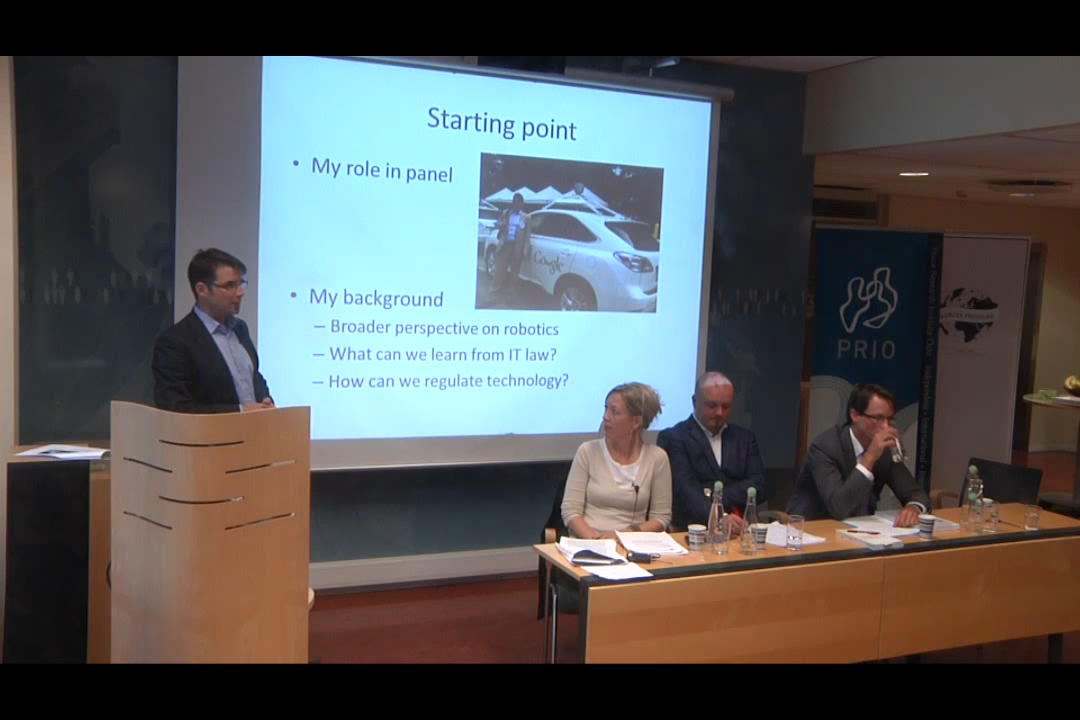 Starting point
• My role in panel
Google
• My background
– Broader perspective on robotics
– What can we learn from IT law?
– How can we regulate technology?
PRIO